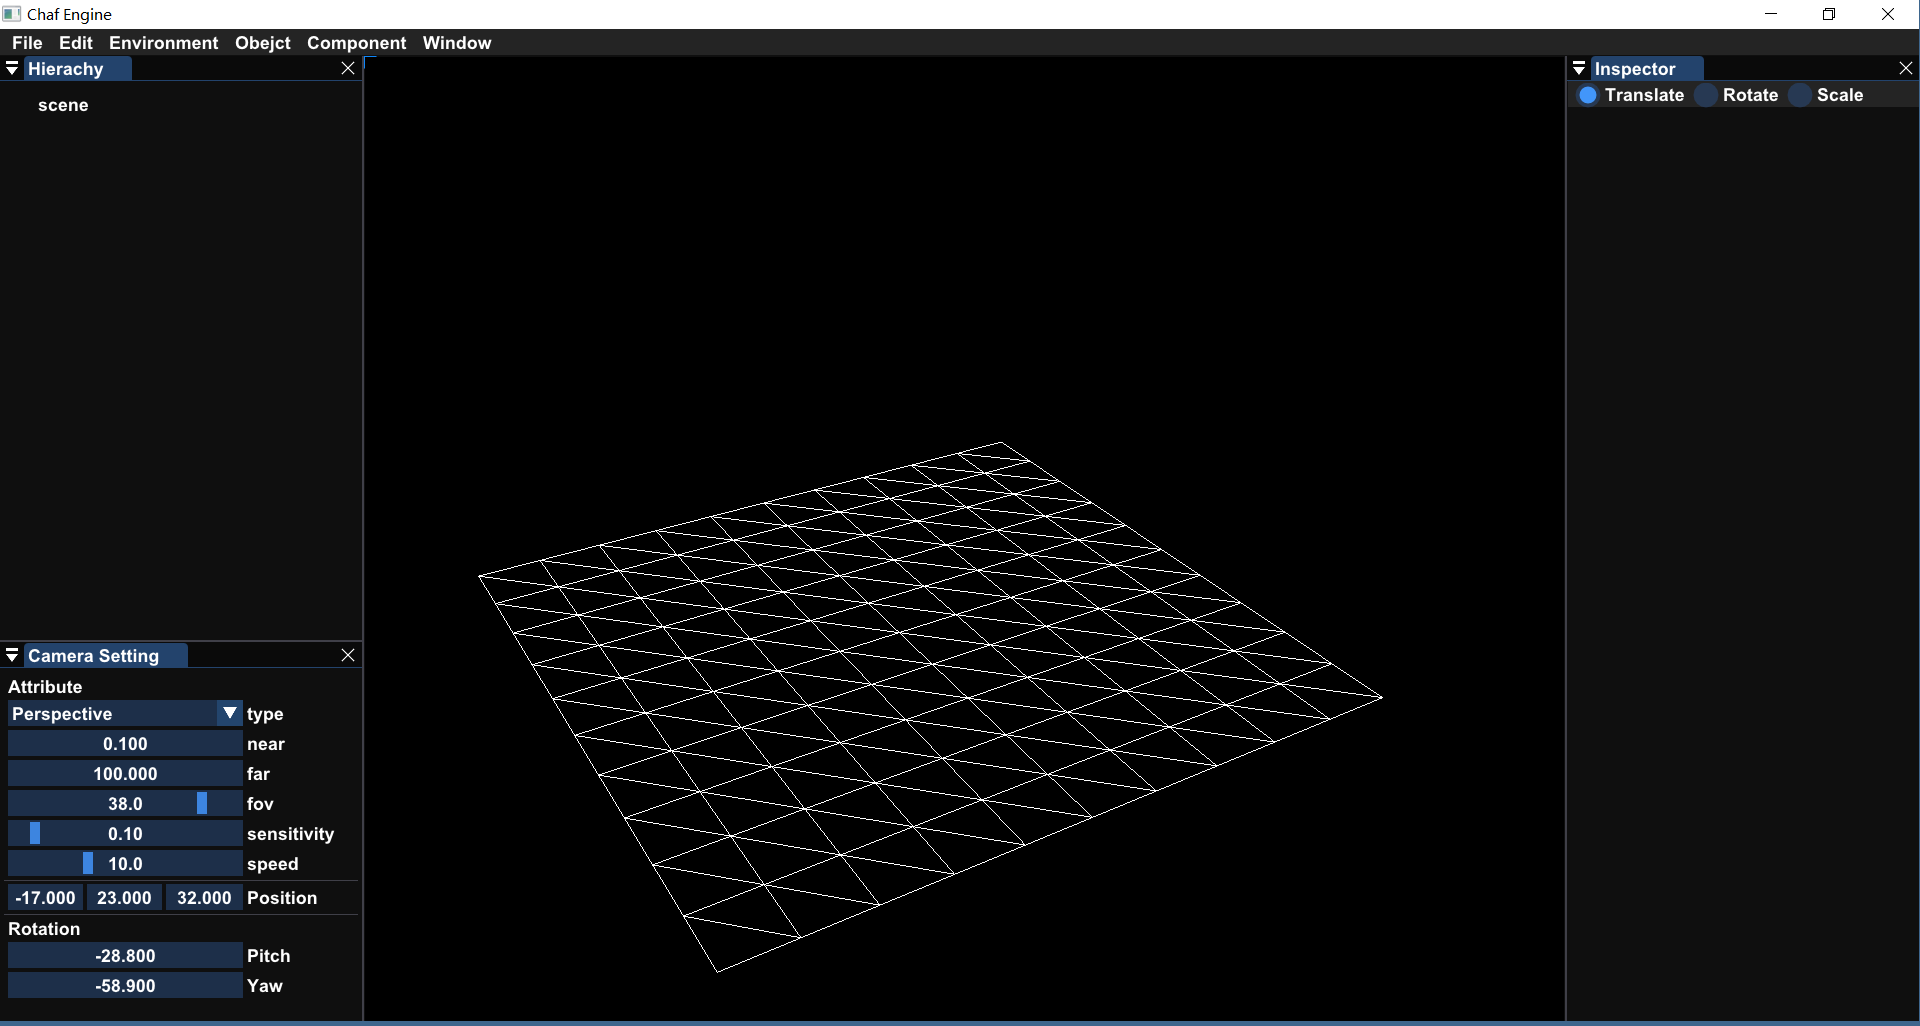 Chaf Engine
File Edit Environment Obejct Component Window
Hierachy
scene
Camera Setting
Attribute
Perspective type
0.100 near
100.000 far
38.0 fov
0.10 sensitivity
10.0 speed
-17.000 23.000 32.000 Position
Rotation
-28.800 Pitch
-58.900 Yaw
Inspector
Translate Rotate Scale